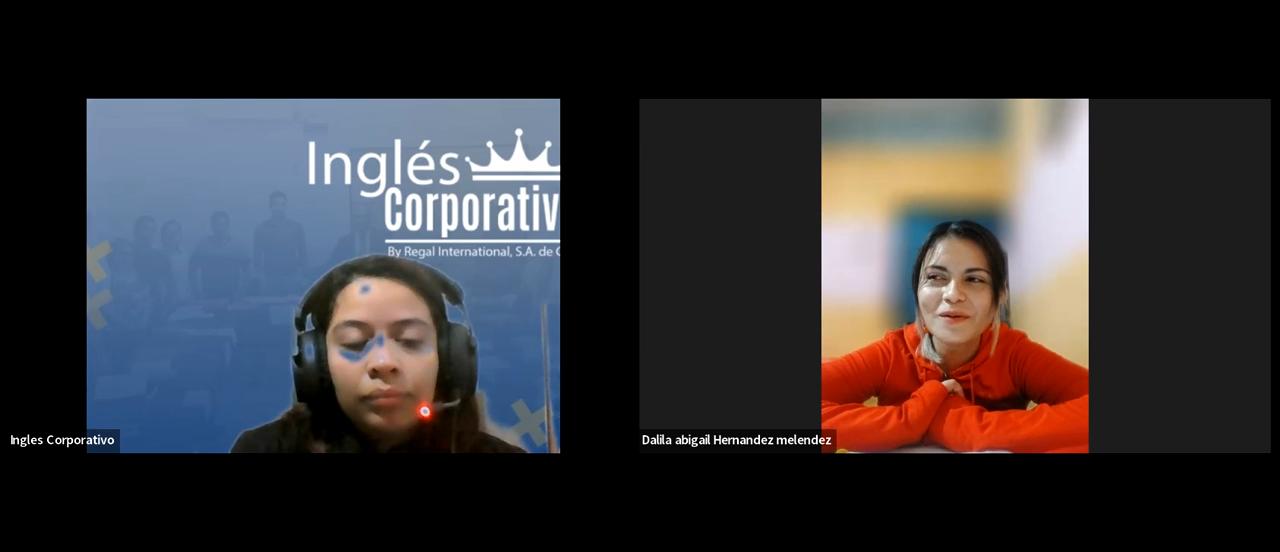 Inglés
Corporativ
By Regal International, S.A. de C
Ingles Corporativo
Dalila abigail Hernandez melendez